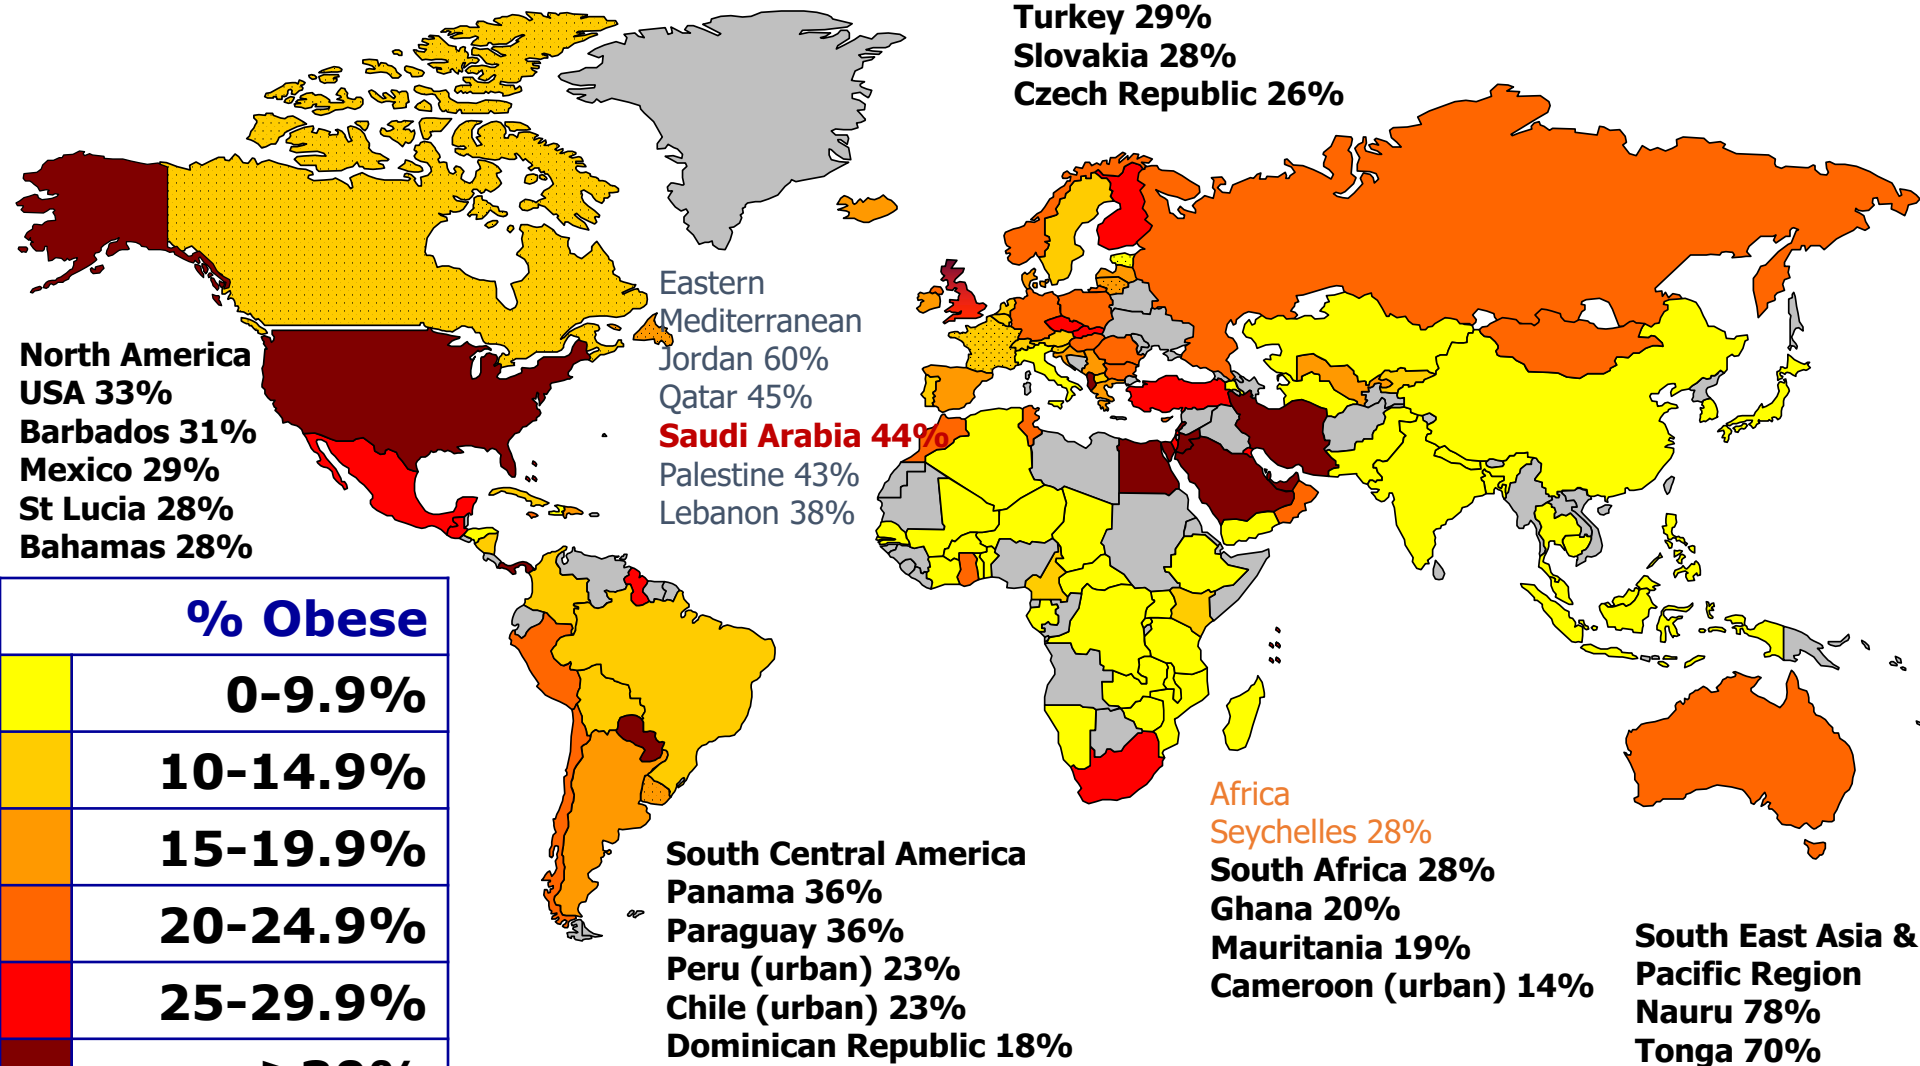 Turkey 29%
Slovakia 28%
Czech Republic 26%
Eastern
Mediterranean
Jordan 60%
Qatar 45%
Saudi Arabia 44%
Palestine 43%
Lebanon 38%
North America
USA 33%
Barbados 31%
Mexico 29%
St Lucia 28%
Bahamas 28%
% Obese
0-9.9%
10-14.9%
15-19.9%
20-24.9%
25-29.9%
South Central America
Panama 36%
Paraguay 36%
Peru (urban) 23%
Chile (urban) 23%
Dominican Republic 18%
Africa
Seychelles 28%
South Africa 28%
Ghana 20%
Mauritania 19%
Cameroon (urban) 14%
South East Asia &
Pacific Region
Nauru 78%
Tonga 70%